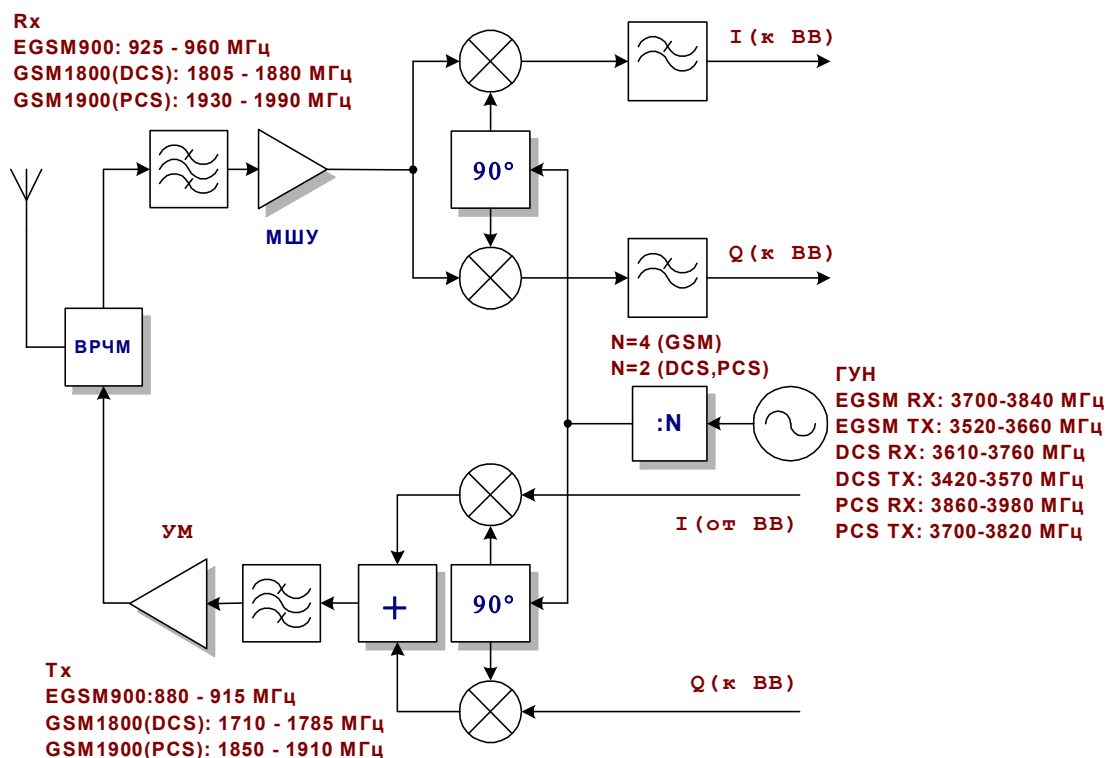 Rx
EGSM900: 925 - 960 МГц
GSM1800(DCS): 1805 - 1880 МГц
GSM1900(PCS): 1930 - 1990 МГц
I(к ВВ)
90°
МШУ
Q(к ВВ)
ВРЧМ
N=4 (GSM)
N=2 (DCS,PCS)
:N
ГУН
EGSM RX: 3700-3840 МГц
EGSM TX: 3520-3660 МГц
DCS RX: 3610-3760 МГц
DCS TX: 3420-3570 МГц
PCS RX: 3860-3980 МГц
PCS TX: 3700-3820 МГц
I(от ВВ)
УМ
+
90°
Q(к ВВ)
Tx
EGSM900:880 - 915 МГц
GSM1800(DCS): 1710 - 1785 МГц
GSM1900(PCS): 1850 - 1910 МГц